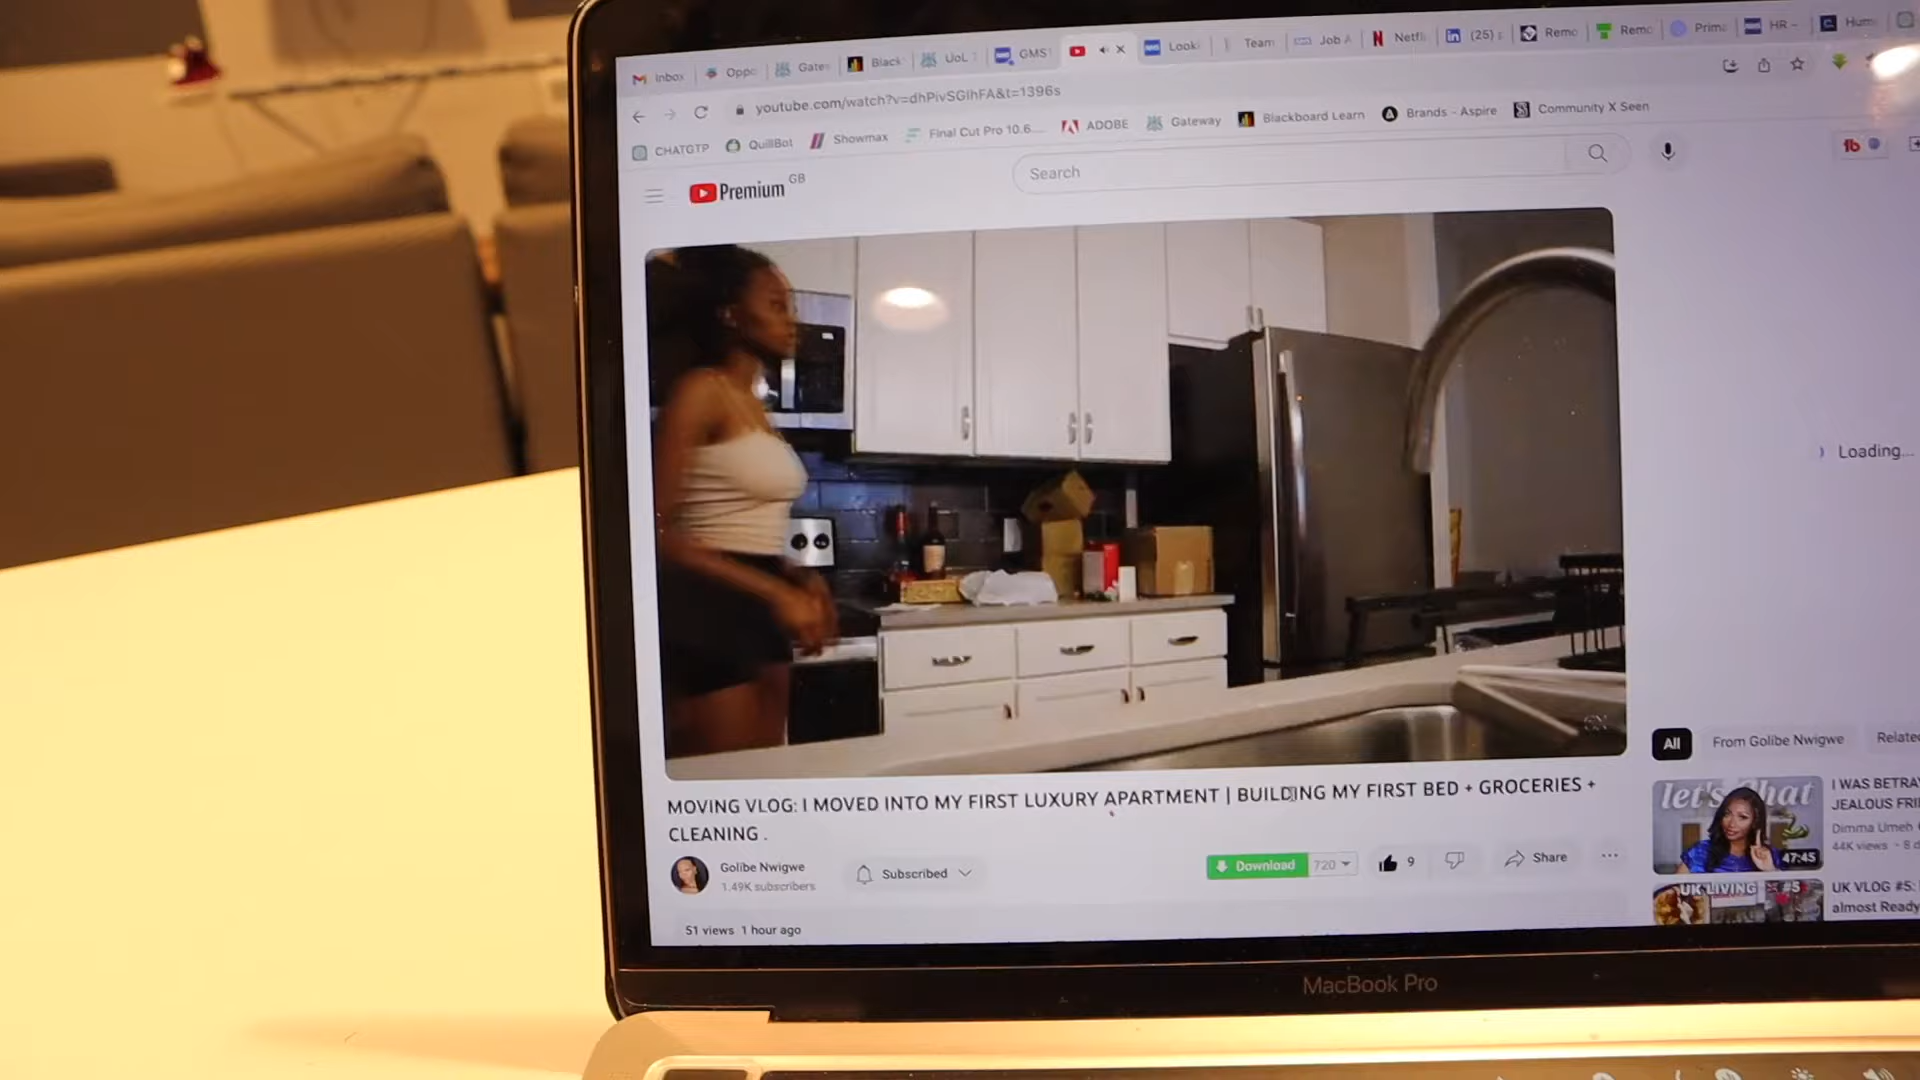 Inbox
Oppo
Gate
Black
UoL
GMS1
Look
Team
Job A
Netfli
(25)
Remo
Remo
Prima
HR -
Hum
youtube.com/watch?v=dhPivSGIhFA&t=1396s
CHATGTP
QuillBot
Showmax
Final Cut Pro 10.6....
ADOBE
Gateway
Blackboard Learn
Brands - Aspire
Community X Seen
Premium GB
Search
Loading...
MOVING VLOG: I MOVED INTO MY FIRST LUXURY APARTMENT | BUILDING MY FIRST BED + GROCERIES +
CLEANING .
Golibe Nwigwe
1.49K subscribers
Subscribed
Download
720
9
Share
51 views 1 hour ago
All
From Golibe Nwigwe
Related
let's chat
47:45
I WAS BETRA
JEALOUS FRI
Dimma Umeh
44K views
UK LIVING
#5
UK VLOG #5:
almost Ready
MacBook Pro